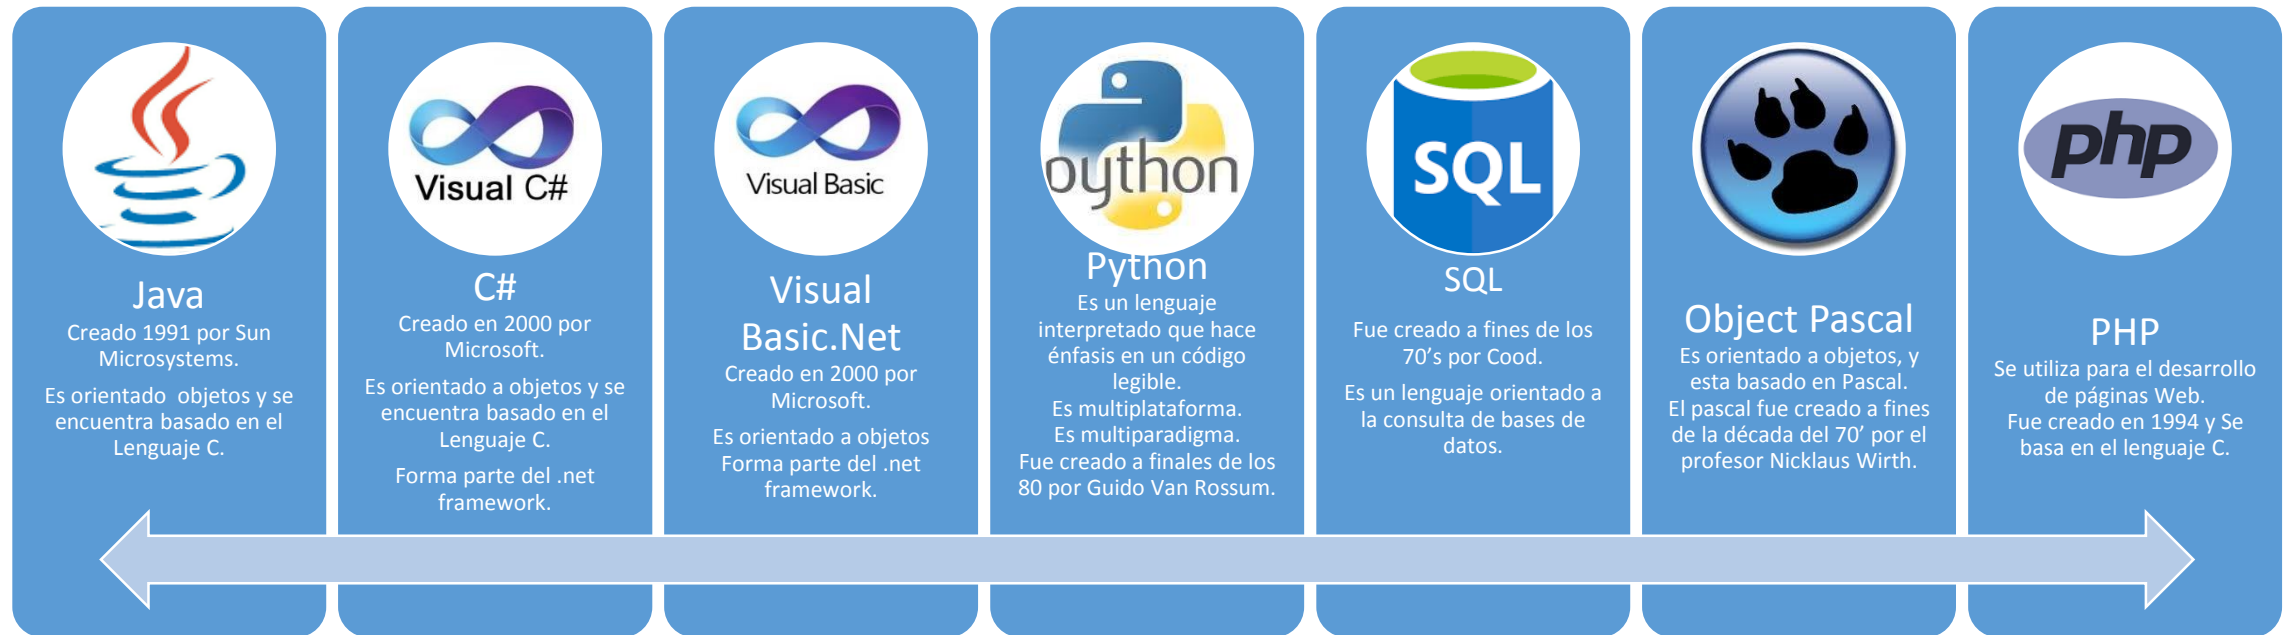 Java
Creado 1991 por Sun
Microsystems.
Es orientado objetos y se
encuentra basado en el
Lenguaje C.
Visual C#
C#
Creado en 2000 por
Microsoft.
Es orientado a objetos y se
encuentra basado en el
Lenguaje C.
Forma parte del .net
framework.
Visual Basic
Visual
Basic.Net
Creado en 2000 por
Microsoft.
Es orientado a objetos
Forma parte del .net
framework.
python
Python
Es un lenguaje
interpretado que hace
énfasis en un código
legible.
Es multiplataforma.
Es multiparadigma.
Fue creado a finales de los
80 por Guido Van Rossum.
SQL
SQL
Fue creado a fines de los
70's por Cood.
Es un lenguaje orientado a
la consulta de bases de
datos.
Object Pascal
Es orientado a objetos, y
esta basado en Pascal.
El pascal fue creado a fines
de la década del 70' por el
profesor Nicklaus Wirth.
php
PHP
Se utiliza para el desarrollo
de páginas Web.
Fue creado en 1994 y Se
basa en el lenguaje C.